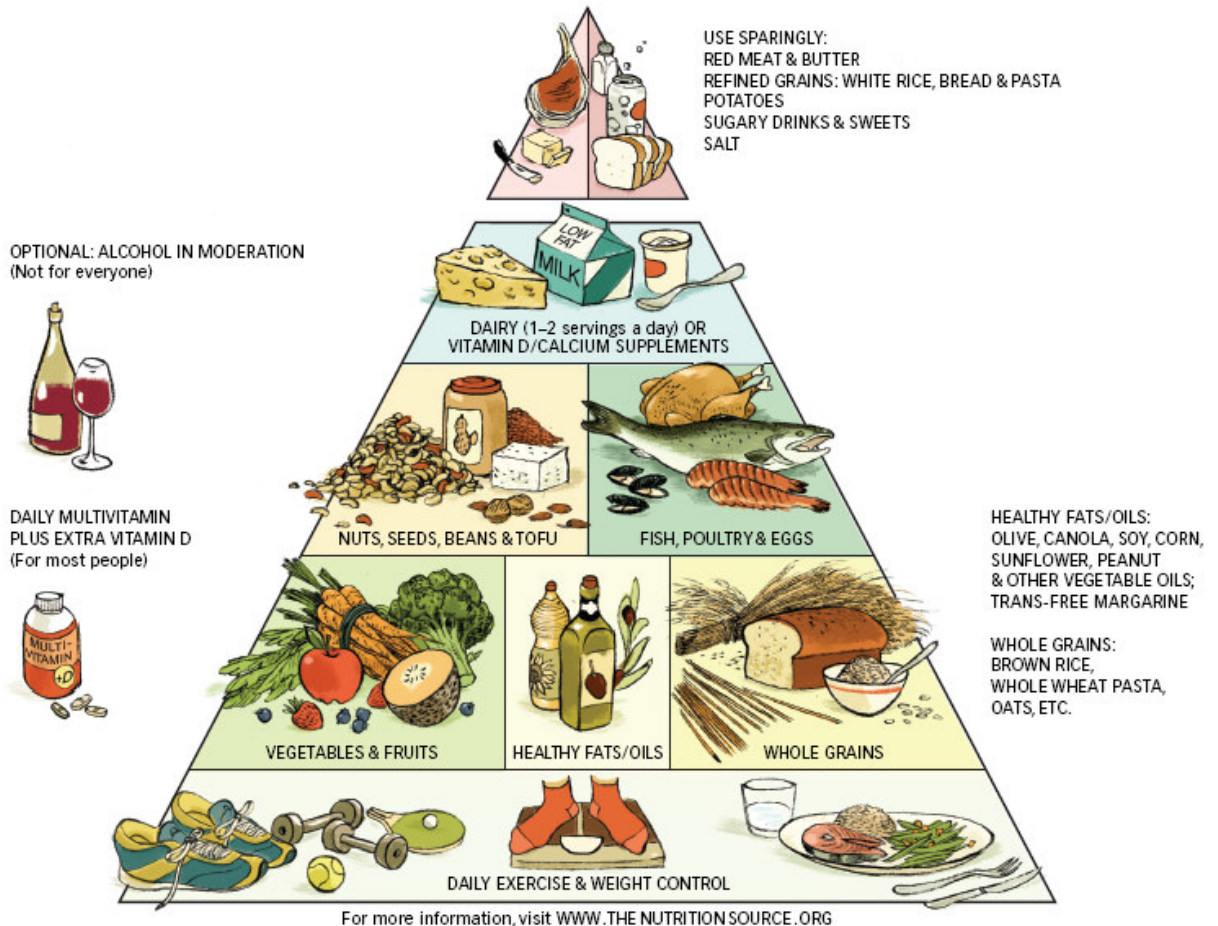 USE SPARINGLY:
RED MEAT & BUTTER
REFINED GRAINS: WHITE RICE, BREAD & PASTA
POTATOES
SUGARY DRINKS & SWEETS
SALT
OPTIONAL: ALCOHOL IN MODERATION
(Not for everyone)
LOW
FAT
MILK
DAIRY (1–2 servings a day) OR
VITAMIN D/CALCIUM SUPPLEMENTS
DAILY MULTIVITAMIN
PLUS EXTRA VITAMIN D
(For most people)
MULTI-
VITAMIN
+D
NUTS, SEEDS, BEANS & TOFU
FISH, POULTRY & EGGS
HEALTHY FATS/OILS:
OLIVE, CANOLA, SOY, CORN,
SUNFLOWER, PEANUT
& OTHER VEGETABLE OILS;
TRANS-FREE MARGARINE
WHOLE GRAINS:
BROWN RICE,
WHOLE WHEAT PASTA,
OATS, ETC.
VEGETABLES & FRUITS
HEALTHY FATS/OILS
WHOLE GRAINS
DAILY EXERCISE & WEIGHT CONTROL
For more information, visit WWW.THE NUTRITION SOURCE.ORG